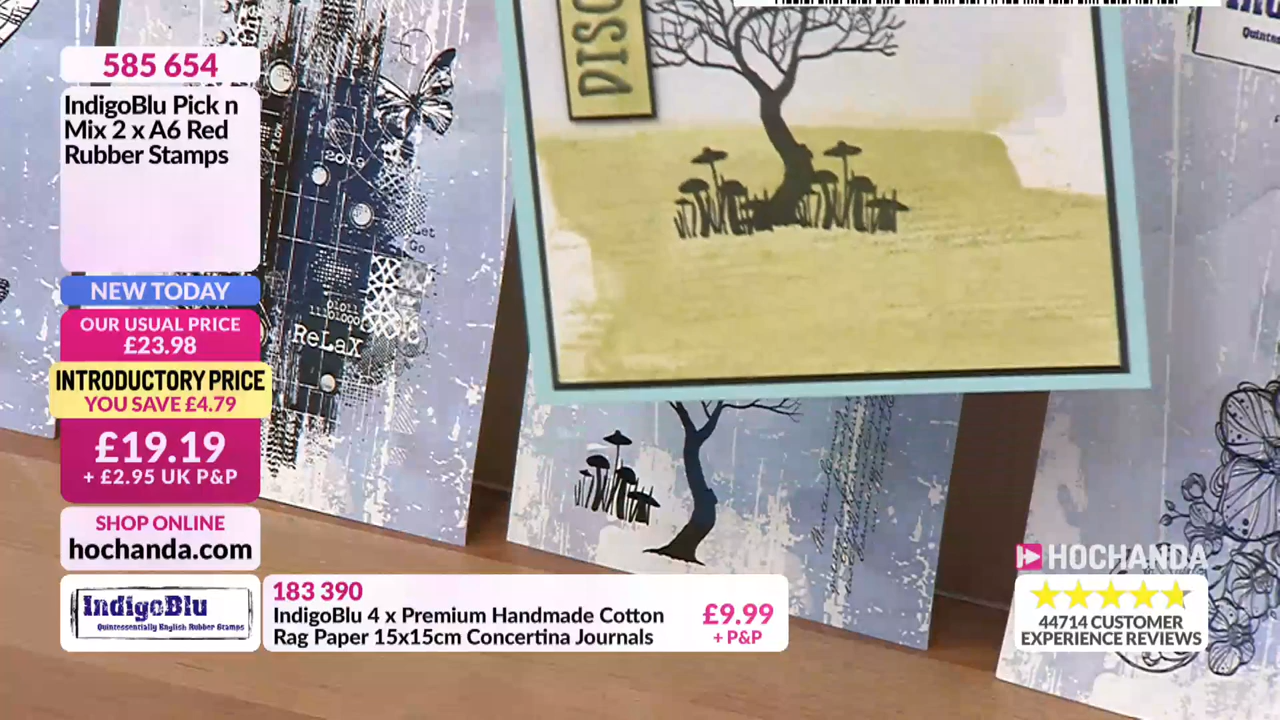 585 654
IndigoBlu Pick n
Mix 2 x A6 Red
Rubber Stamps
NEW TODAY
OUR USUAL PRICE
£23.98
INTRODUCTORY PRICE
YOU SAVE £4.79
£19.19
+ £2.95 UK P&P
SHOP ONLINE
hochanda.com
IndigoBlu
Quintessentially English Rubber Stamps
183 390
IndigoBlu 4 x Premium Handmade Cotton
Rag Paper 15x15cm Concertina Journals
£9.99
+ P&P
HOCHANDA
44714 CUSTOMER
EXPERIENCE REVIEWS
The
2019
Let
Go
ReLaX
DISC